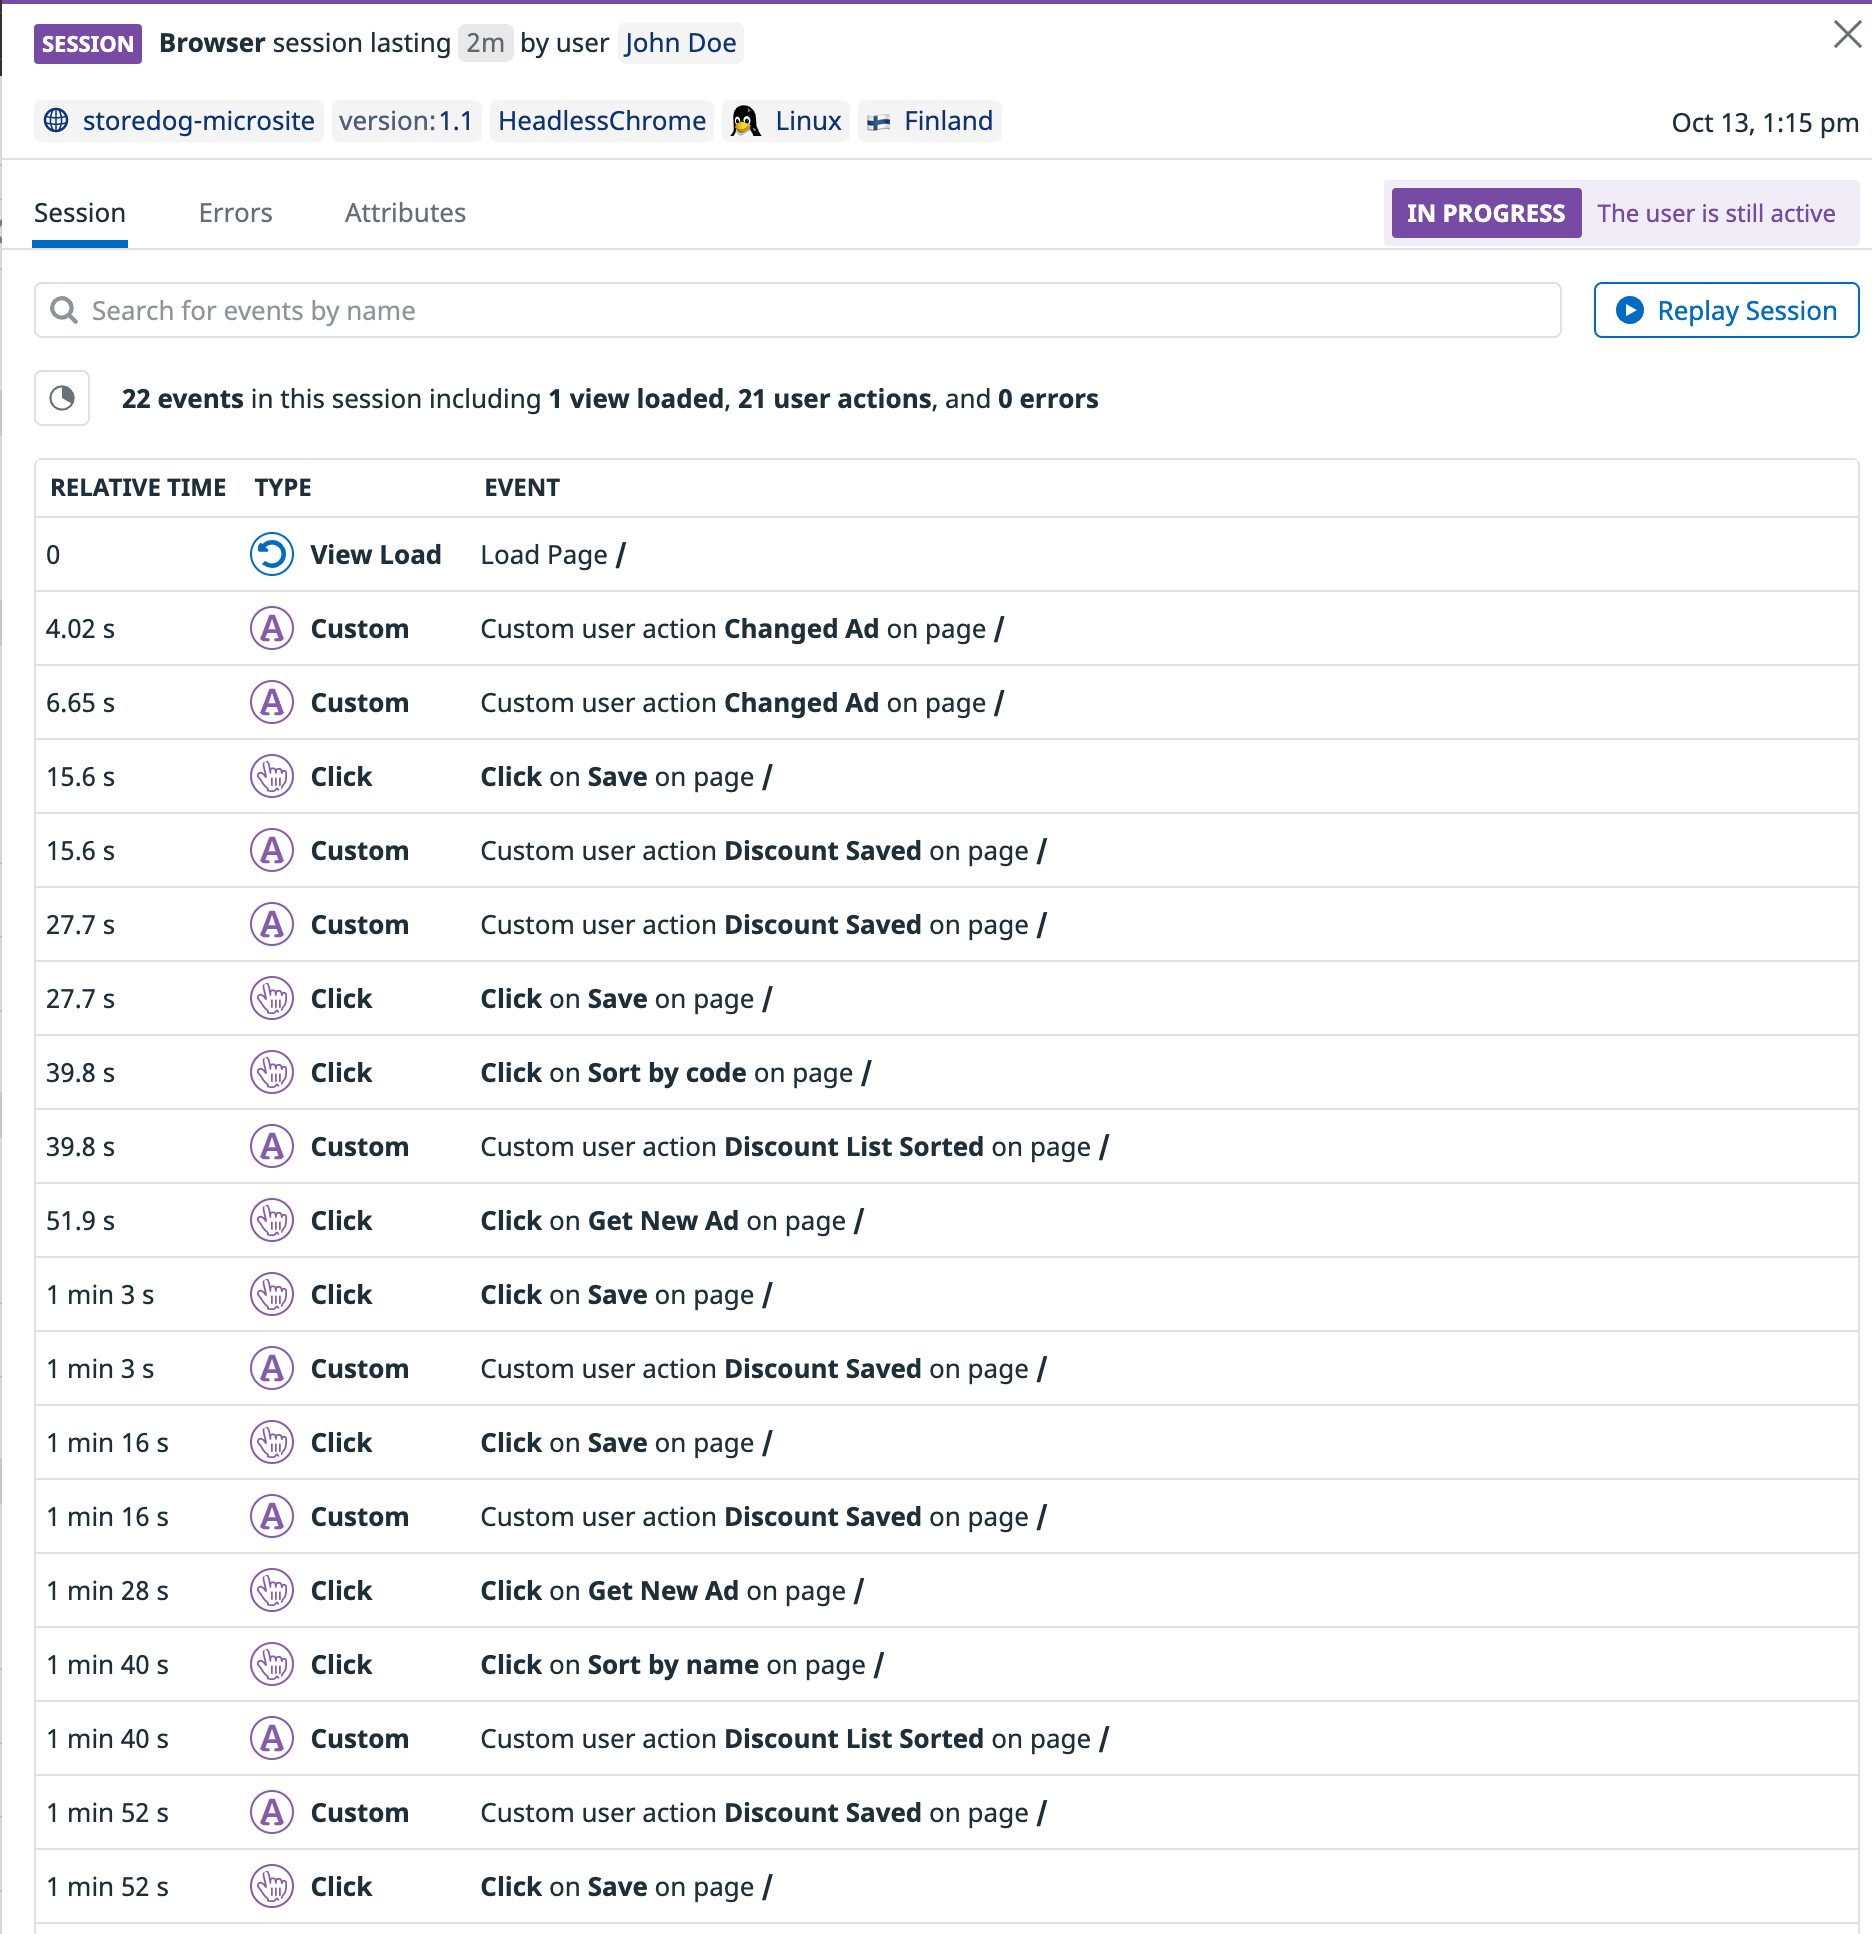 SESSION Browser session lasting 2m by user John Doe
storedog-microsite version:1.1 HeadlessChrome Linux Finland Oct 13, 1:15 pm
Session Errors Attributes IN PROGRESS The user is still active
Search for events by name Replay Session
22 events in this session including 1 view loaded, 21 user actions, and 0 errors
RELATIVE TIME TYPE EVENT
0 View Load Load Page /
4.02 s A Custom Custom user action Changed Ad on page /
6.65 s A Custom Custom user action Changed Ad on page /
15.6 s Click Click on Save on page /
15.6 s A Custom Custom user action Discount Saved on page /
27.7 s A Custom Custom user action Discount Saved on page /
27.7 s Click Click on Save on page /
39.8 s Click Click on Sort by code on page /
39.8 s A Custom Custom user action Discount List Sorted on page /
51.9 s Click Click on Get New Ad on page /
1 min 3 s Click Click on Save on page /
1 min 3 s A Custom Custom user action Discount Saved on page /
1 min 16 s Click Click on Save on page /
1 min 16 s A Custom Custom user action Discount Saved on page /
1 min 28 s Click Click on Get New Ad on page /
1 min 40 s Click Click on Sort by name on page /
1 min 40 s A Custom Custom user action Discount List Sorted on page /
1 min 52 s A Custom Custom user action Discount Saved on page /
1 min 52 s Click Click on Save on page /